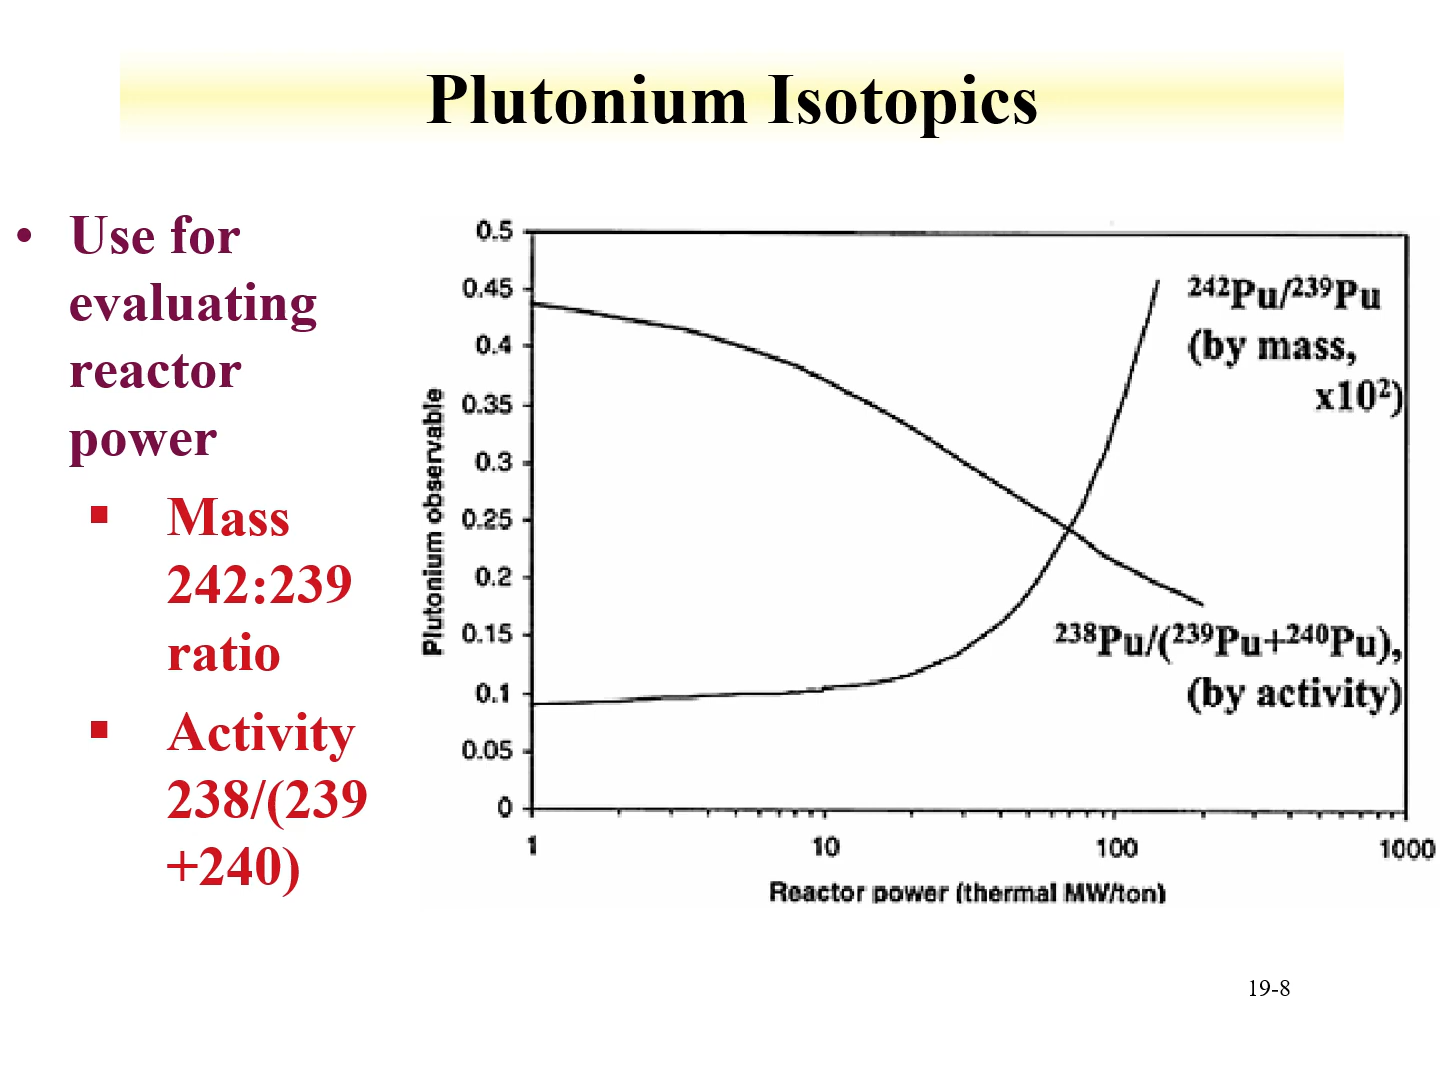 Plutonium Isotopics
• Use for
evaluating
reactor
power
▪ Mass
242:239
ratio
▪ Activity
238/(239
+240)
0.5
0.45
0.4
0.35
0.3
0.25
0.2
0.15
0.1
0.05
0
Plutonium observable
²⁴²Pu/²³⁹Pu
(by mass,
x10²)
²³⁸Pu/(²³⁹Pu+²⁴⁰Pu),
(by activity)
1 10 100 1000
Reactor power (thermal MW/ton)
19-8